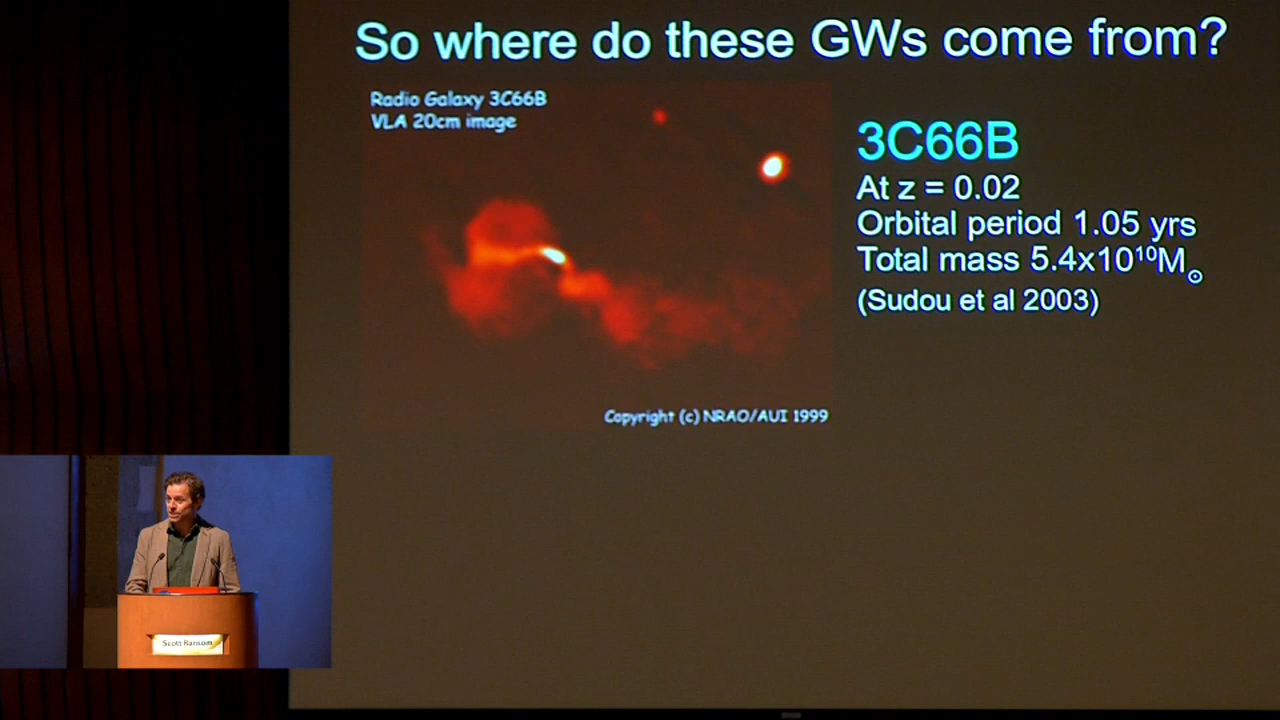 So where do these GWs come from?
Radio Galaxy 3C66B
VLA 20cm image
3C66B
At z = 0.02
Orbital period 1.05 yrs
Total mass 5.4x10¹⁰M☉
(Sudou et al 2003)
Copyright (c) NRAO/AUI 1999
Scott Ransom